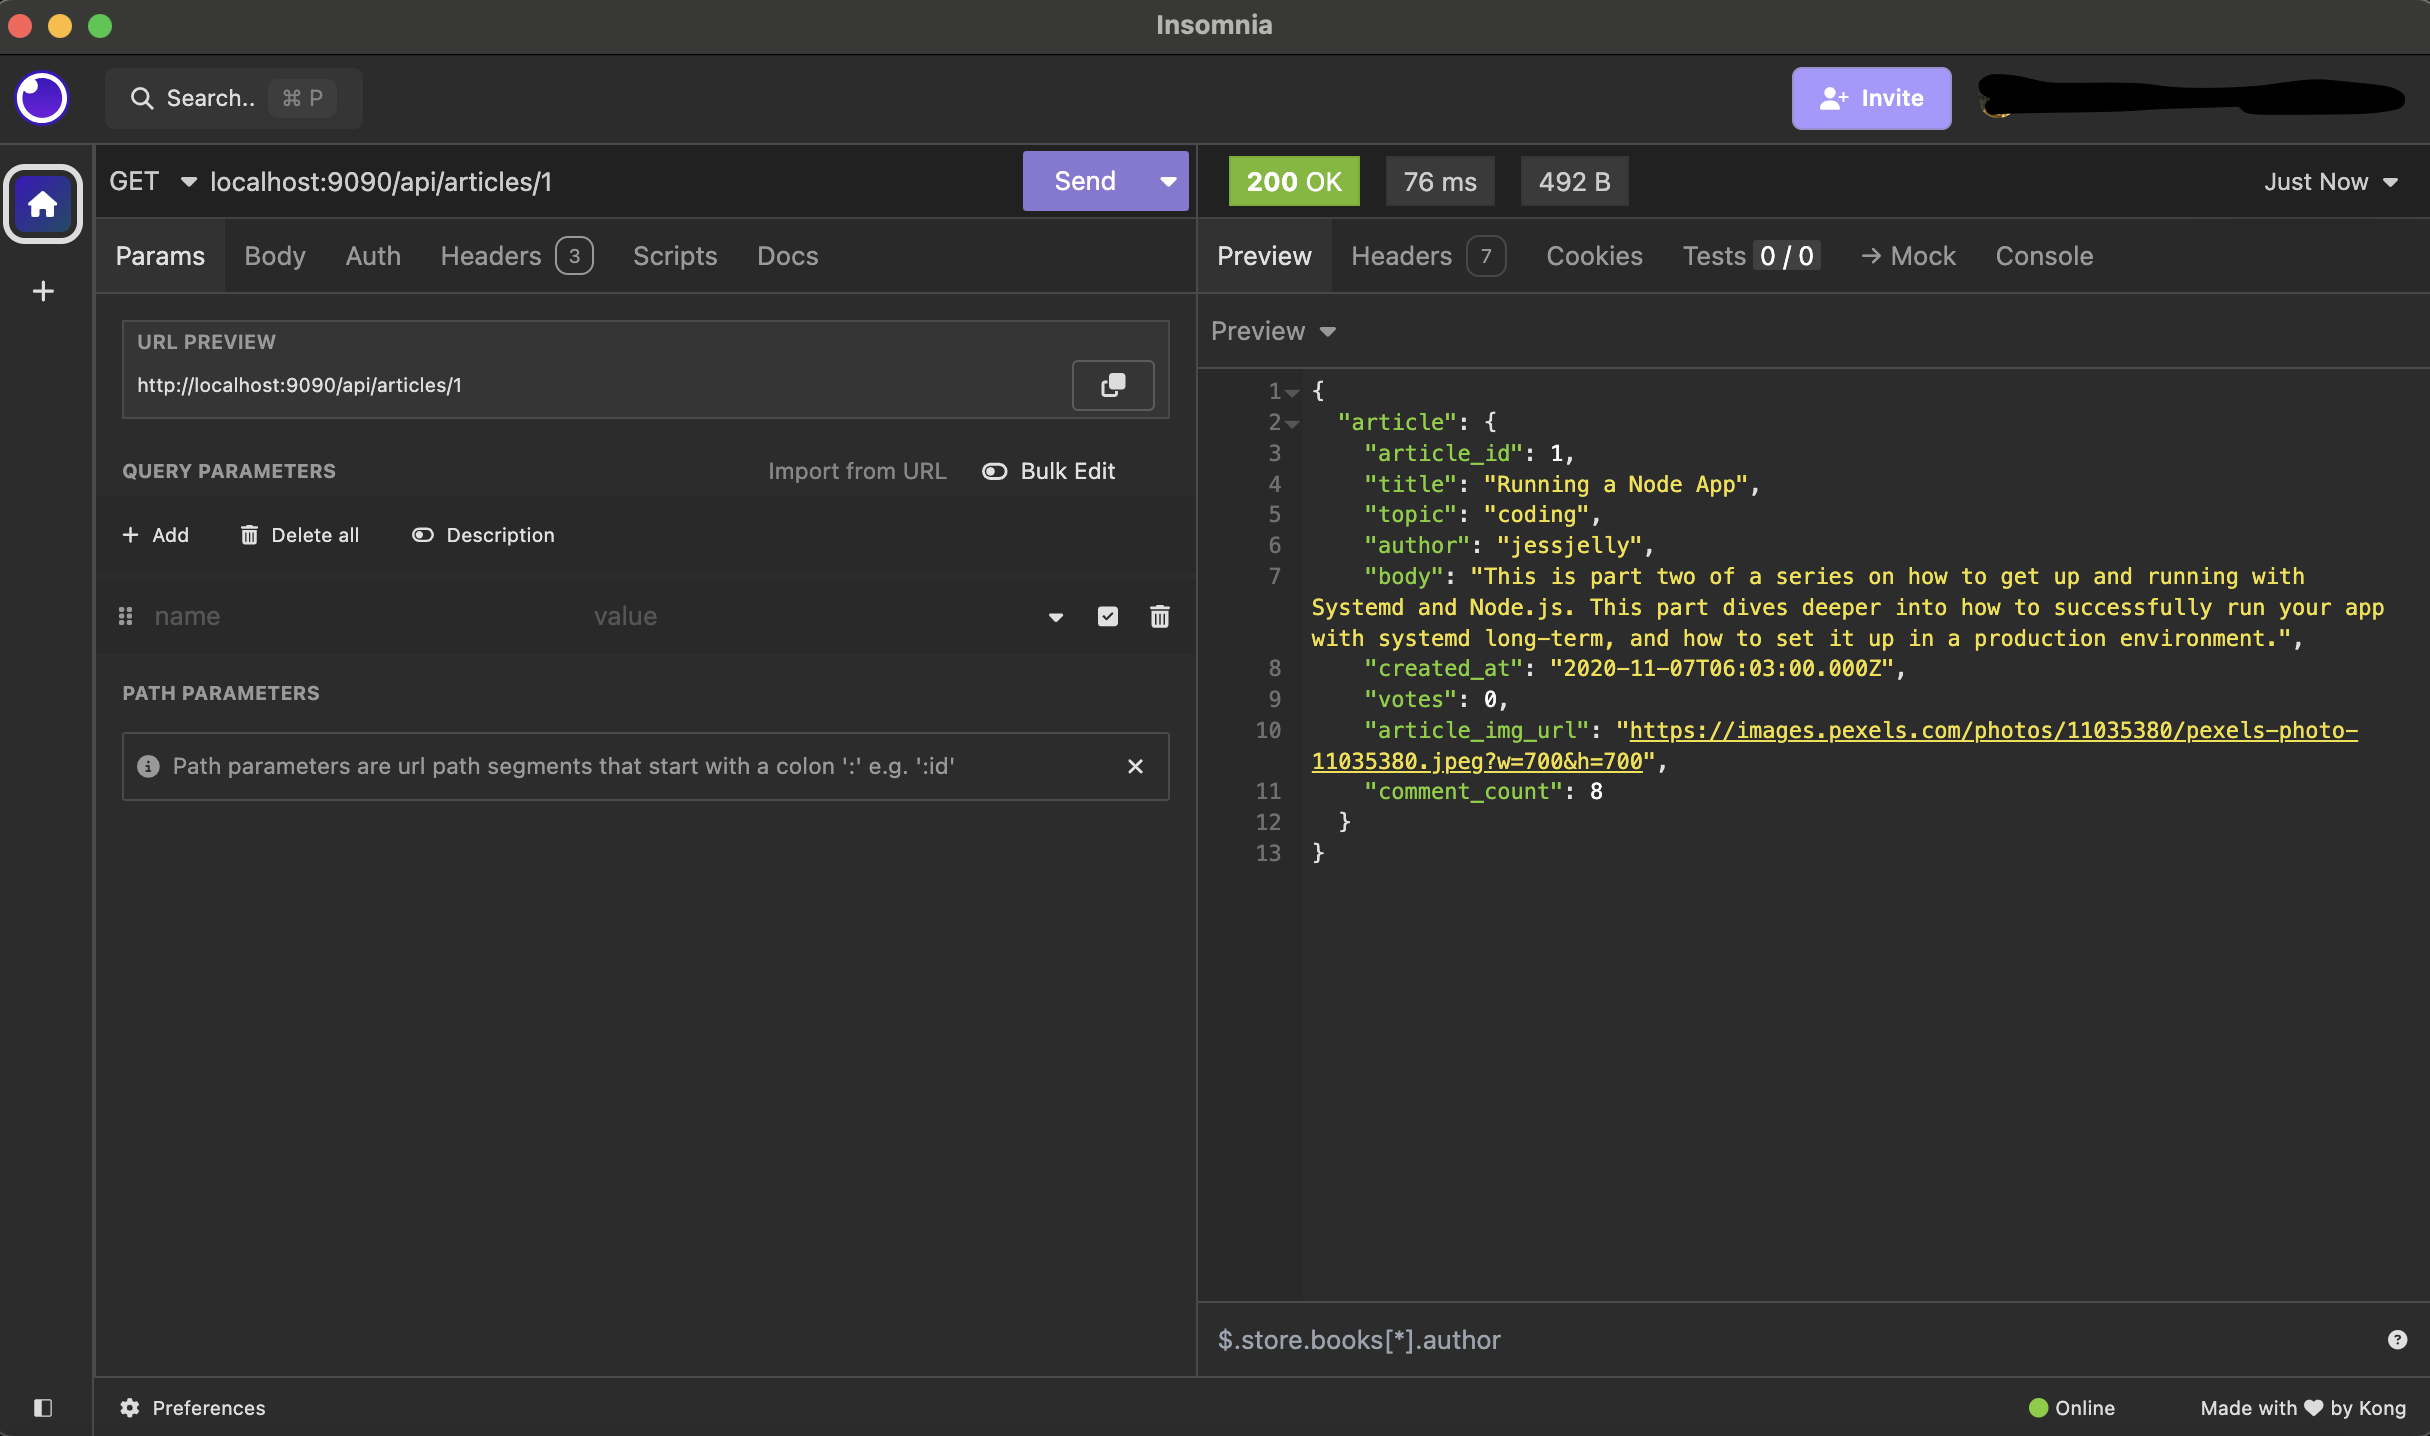 Insomnia
Search.. ⌘ P
Invite
GET localhost:9090/api/articles/1
Send
200 OK 76 ms 492 B
Just Now
Params Body Auth Headers 3 Scripts Docs
Preview Headers 7 Cookies Tests 0 / 0 → Mock Console
URL PREVIEW
http://localhost:9090/api/articles/1
QUERY PARAMETERS
Import from URL Bulk Edit
+ Add Delete all Description
name value
PATH PARAMETERS
Path parameters are url path segments that start with a colon ':' e.g. ':id'
Preview
1 {
2 "article": {
3 "article_id": 1,
4 "title": "Running a Node App",
5 "topic": "coding",
6 "author": "jessjelly",
7 "body": "This is part two of a series on how to get up and running with
Systemd and Node.js. This part dives deeper into how to successfully run your app
with systemd long-term, and how to set it up in a production environment.",
8 "created_at": "2020-11-07T06:03:00.000Z",
9 "votes": 0,
10 "article_img_url": "https://images.pexels.com/photos/11035380/pexels-photo-
11035380.jpeg?w=700&h=700",
11 "comment_count": 8
12 }
13 }
$.store.books[*].author
Preferences
Online
Made with ♥ by Kong